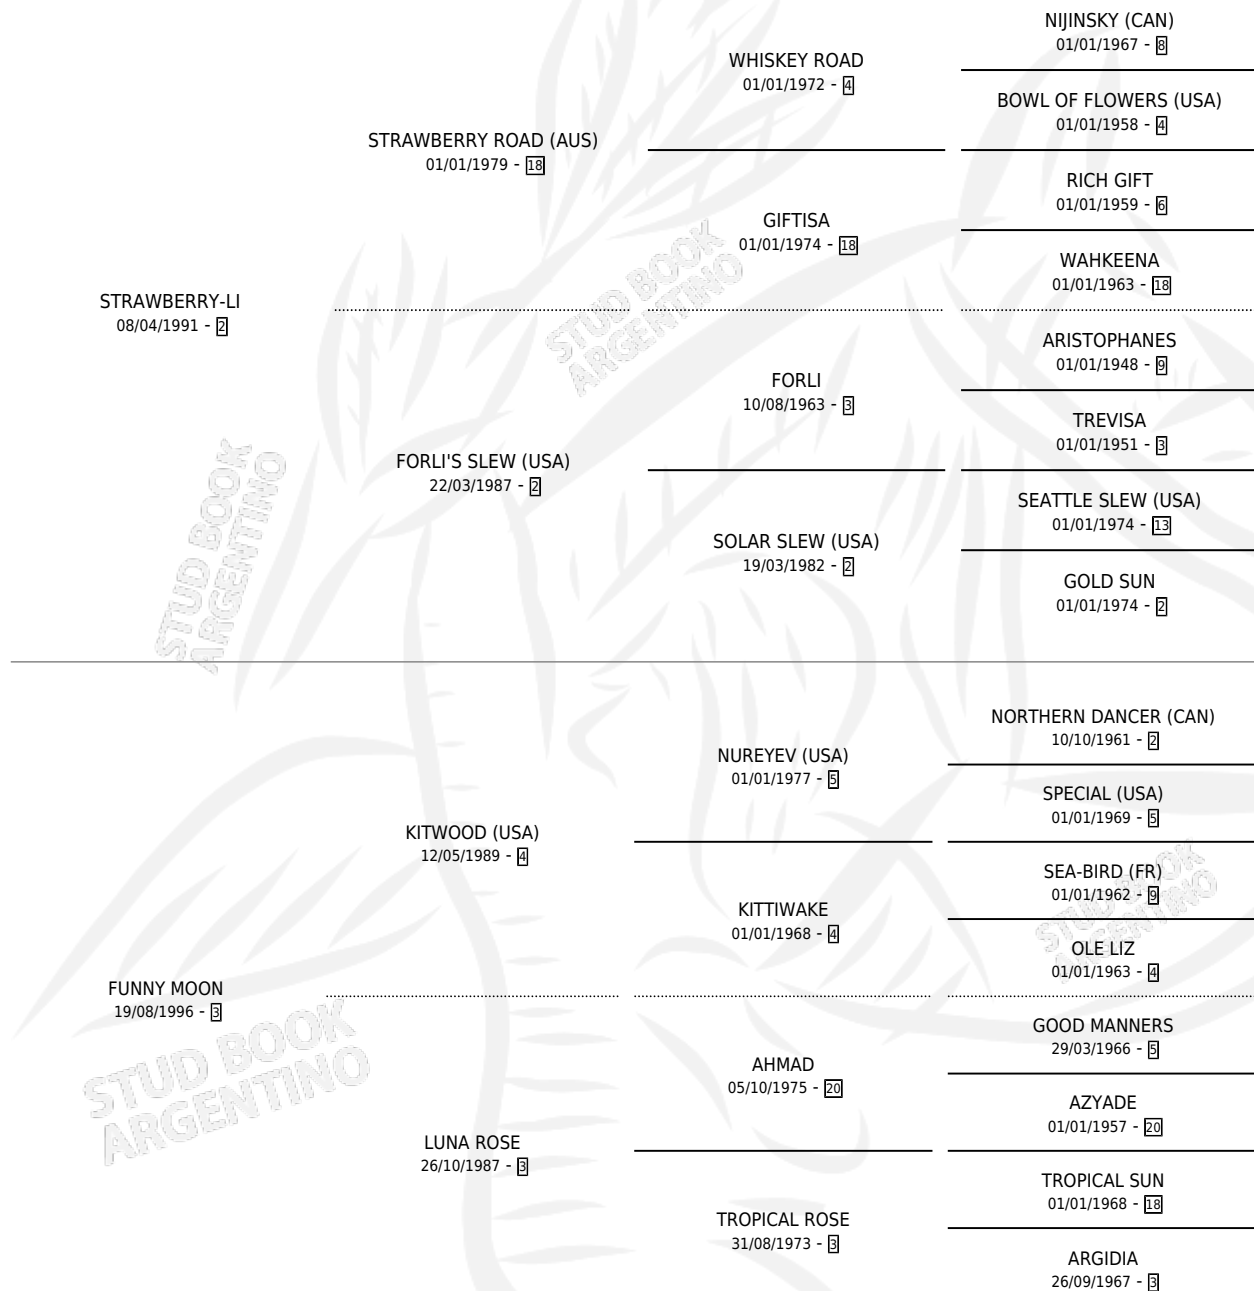 NIJINSKY (CAN)
01/01/1967 - 8
WHISKEY ROAD
01/01/1972 - 4
BOWL OF FLOWERS (USA)
01/01/1958 - 4
STRAWBERRY ROAD (AUS)
01/01/1979 - 18
RICH GIFT
01/01/1959 - 6
GIFTISA
01/01/1974 - 18
WAHKEENA
01/01/1963 - 18
STRAWBERRY-LI
08/04/1991 - 2
ARISTOPHANES
01/01/1948 - 9
FORLI
10/08/1963 - 3
TREVISA
01/01/1951 - 3
FORLI'S SLEW (USA)
22/03/1987 - 2
SEATTLE SLEW (USA)
01/01/1974 - 13
SOLAR SLEW (USA)
19/03/1982 - 2
GOLD SUN
01/01/1974 - 2
NORTHERN DANCER (CAN)
10/10/1961 - 2
NUREYEV (USA)
01/01/1977 - 5
SPECIAL (USA)
01/01/1969 - 5
KITWOOD (USA)
12/05/1989 - 4
SEA-BIRD (FR)
01/01/1962 - 9
KITTIWAKE
01/01/1968 - 4
OLE LIZ
01/01/1963 - 4
FUNNY MOON
19/08/1996 - 3
GOOD MANNERS
29/03/1966 - 5
AHMAD
05/10/1975 - 20
AZYADE
01/01/1957 - 20
LUNA ROSE
26/10/1987 - 3
TROPICAL SUN
01/01/1968 - 18
TROPICAL ROSE
31/08/1973 - 3
ARGIDIA
26/09/1967 - 3
STUD BOOK
ARGENTINO
STUD BOOK
ARGENTINO
STUD BOOK
ARGENTINO
STUD BOOK
ARGENTINO